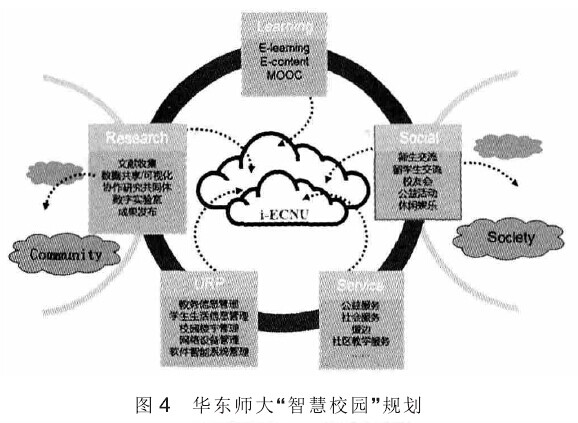 Learning
E-learning
E-content
MOOC
Research
文献收集
数据共享/可视化
协作研究共同体
数字实验室
成果发布
Social
师生交流
留学生交流
校友会
公益活动
休闲娱乐
i-ECNU
Community
Society
URP
教务信息管理
学生生活信息管理
校园楼宇管理
网络设备管理
软件智能系统管理
Service
公益服务
社会服务
周边
社区教学服务
……
图 4 华东师大“智慧校园”规划